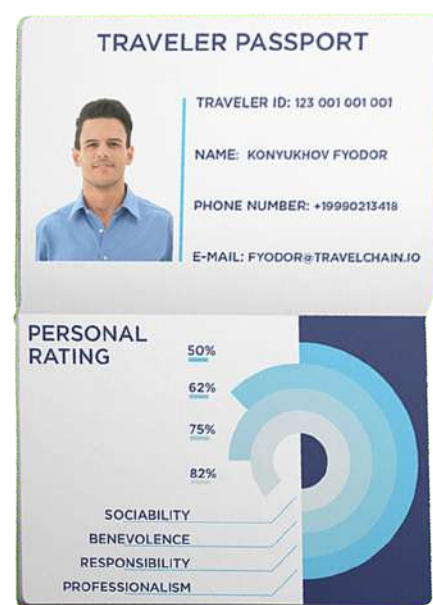 TRAVELER PASSPORT
TRAVELER ID: 123 001 001 001
NAME: KONYUKHOV FYODOR
PHONE NUMBER: +19990213418
E-MAIL: FYODOR@TRAVELCHAIN.IO
PERSONAL
RATING
50%
62%
75%
82%
SOCIABILITY
BENEVOLENCE
RESPONSIBILITY
PROFESSIONALISM